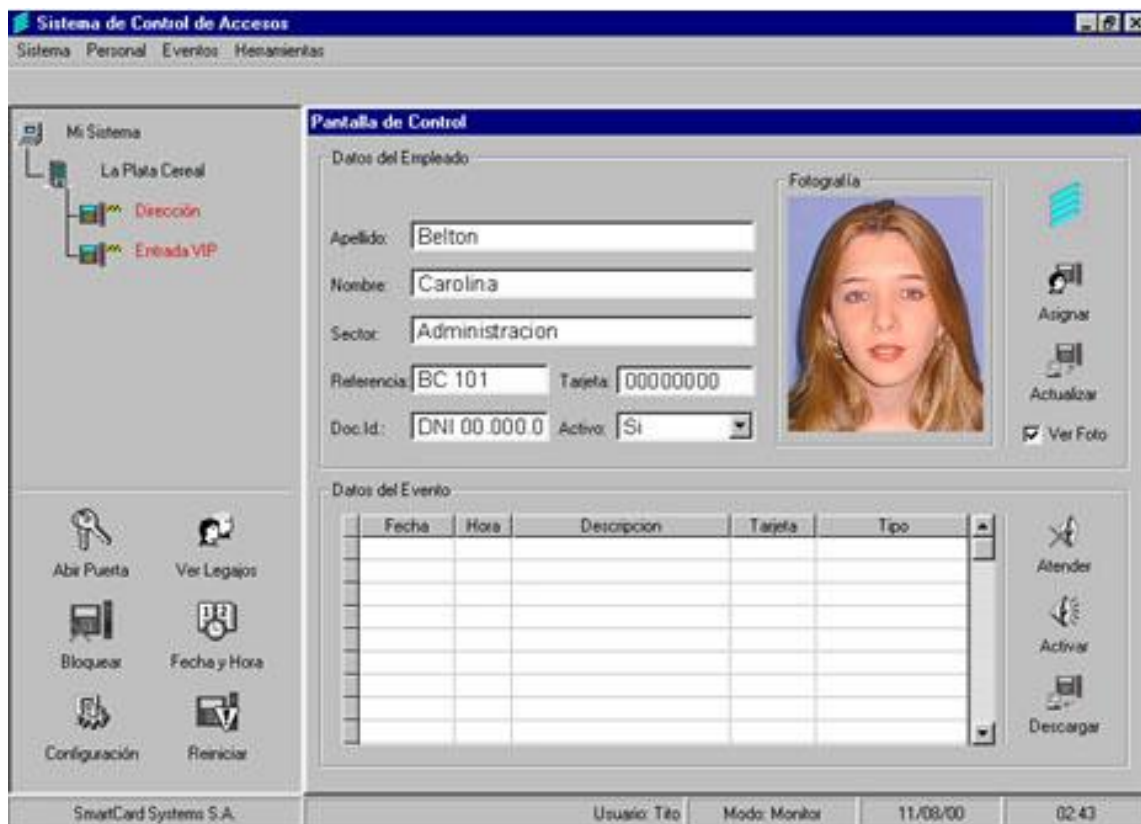 Sistema de Control de Accesos
Sistema Personal Eventos Herramientas
Mi Sistema
La Plata Cereal
Dirección
Entrada VIP
Abrir Puerta Ver Legajos
Bloquear Fecha y Hora
Configuración Reiniciar
Pantalla de Control
Datos del Empleado
Apellido: Belton
Nombre: Carolina
Sector: Administracion
Referencia: BC 101 Tarjeta: 00000000
Doc.Id.: DNI 00.000.0 Activo: Si
Fotografía
Asignar
Actualizar
Ver Foto
Datos del Evento
Fecha Hora Descripcion Tarjeta Tipo
Atender
Activar
Descargar
SmartCard Systems S.A. Usuario: Tito Modo: Monitor 11/08/00 02:43